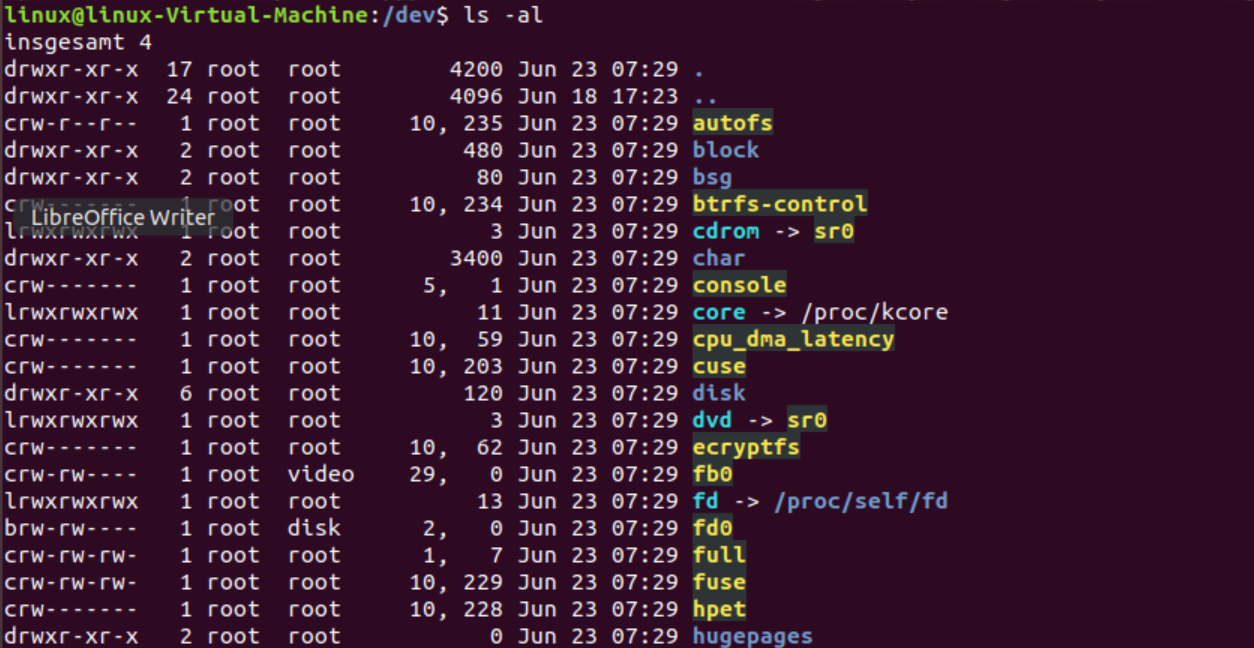 linux@linux-Virtual-Machine:/dev$ ls -al
insgesamt 4
drwxr-xr-x  17 root  root        4200 Jun 23 07:29 .
drwxr-xr-x  24 root  root        4096 Jun 18 17:23 ..
crw-r--r--   1 root  root     10, 235 Jun 23 07:29 autofs
drwxr-xr-x   2 root  root         480 Jun 23 07:29 block
drwxr-xr-x   2 root  root          80 Jun 23 07:29 bsg
crw-------   1 root  root     10, 234 Jun 23 07:29 btrfs-control
LibreOffice Writer
lrwxrwxrwx   1 root  root           3 Jun 23 07:29 cdrom -> sr0
drwxr-xr-x   2 root  root        3400 Jun 23 07:29 char
crw-------   1 root  root      5,   1 Jun 23 07:29 console
lrwxrwxrwx   1 root  root          11 Jun 23 07:29 core -> /proc/kcore
crw-------   1 root  root     10,  59 Jun 23 07:29 cpu_dma_latency
crw-------   1 root  root     10, 203 Jun 23 07:29 cuse
drwxr-xr-x   6 root  root         120 Jun 23 07:29 disk
lrwxrwxrwx   1 root  root           3 Jun 23 07:29 dvd -> sr0
crw-------   1 root  root     10,  62 Jun 23 07:29 ecryptfs
crw-rw----   1 root  video    29,   0 Jun 23 07:29 fb0
lrwxrwxrwx   1 root  root          13 Jun 23 07:29 fd -> /proc/self/fd
brw-rw----   1 root  disk      2,   0 Jun 23 07:29 fd0
crw-rw-rw-   1 root  root      1,   7 Jun 23 07:29 full
crw-rw-rw-   1 root  root     10, 229 Jun 23 07:29 fuse
crw-------   1 root  root     10, 228 Jun 23 07:29 hpet
drwxr-xr-x   2 root  root           0 Jun 23 07:29 hugepages